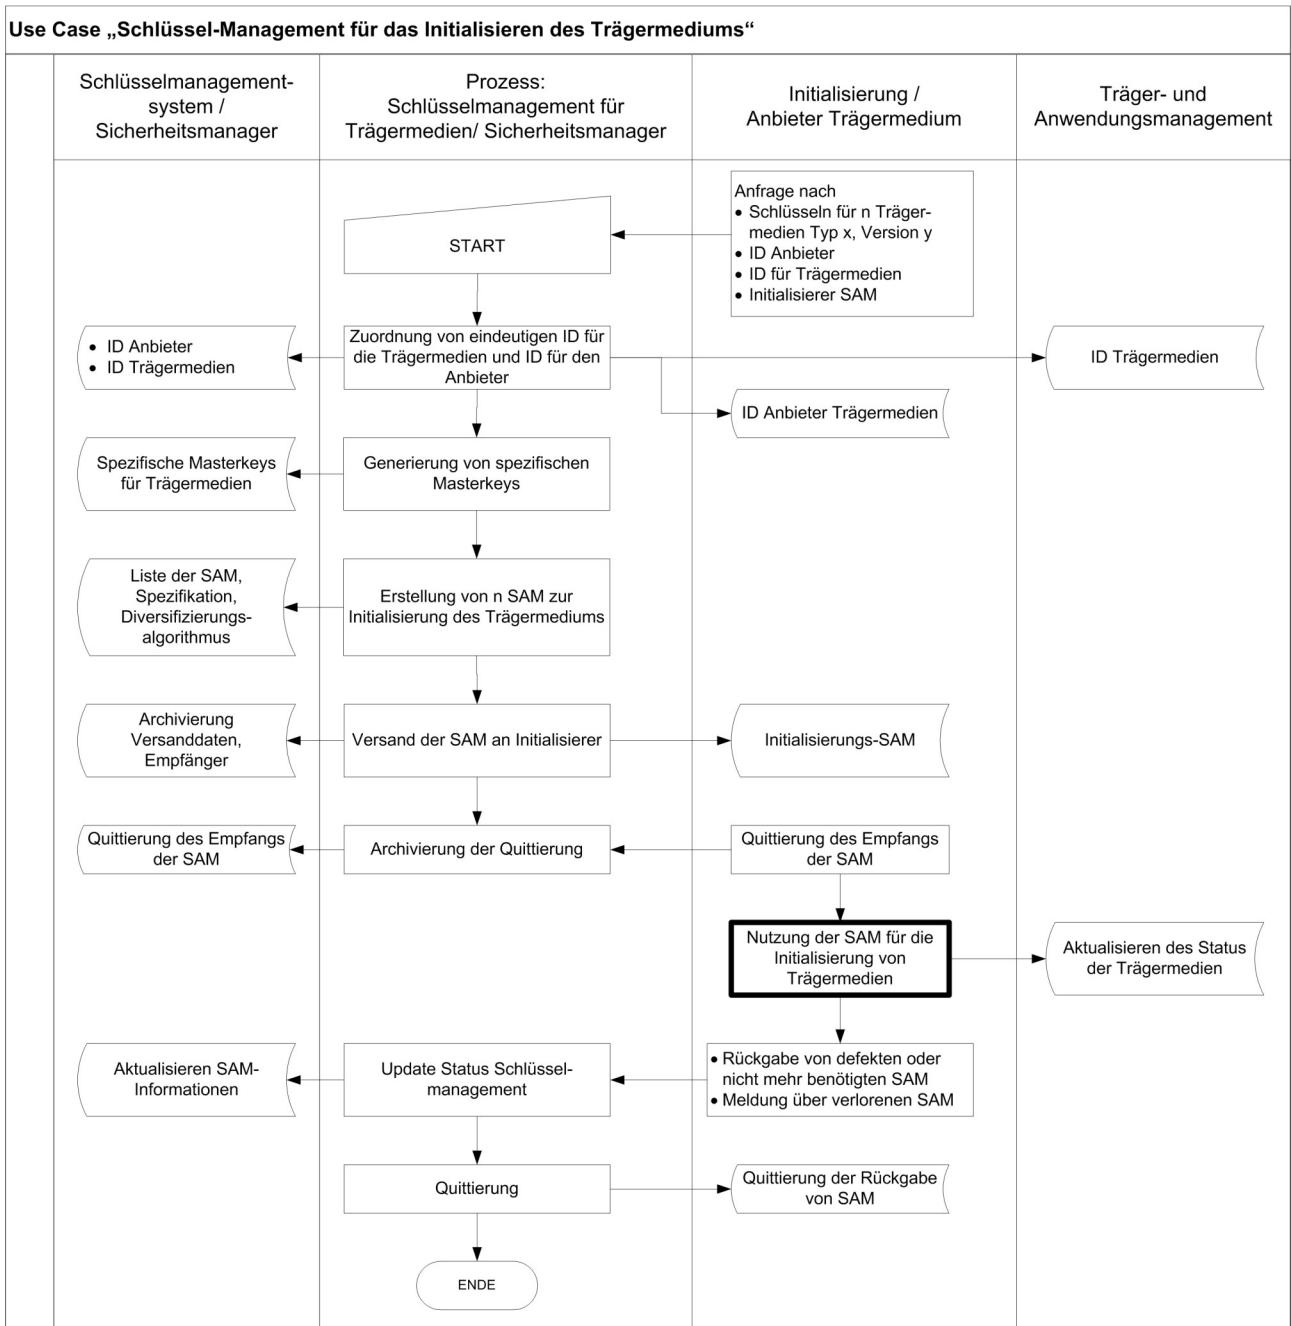 Use Case „Schlüssel-Management für das Initialisieren des Trägermediums“
Schlüsselmanagement-
system /
Sicherheitsmanager
Prozess:
Schlüsselmanagement für
Trägermedien/ Sicherheitsmanager
Initialisierung /
Anbieter Trägermedium
Träger- und
Anwendungsmanagement
Anfrage nach
• Schlüsseln für n Träger-
medien Typ x, Version y
• ID Anbieter
• ID für Trägermedien
• Initialisierer SAM
START
• ID Anbieter
• ID Trägermedien
Zuordnung von eindeutigen ID für
die Trägermedien und ID für den
Anbieter
ID Trägermedien
ID Anbieter Trägermedien
Spezifische Masterkeys
für Trägermedien
Generierung von spezifischen
Masterkeys
Liste der SAM,
Spezifikation,
Diversifizierungs-
algorithmus
Erstellung von n SAM zur
Initialisierung des Trägermediums
Archivierung
Versanddaten,
Empfänger
Versand der SAM an Initialisierer
Initialisierungs-SAM
Quittierung des Empfangs
der SAM
Archivierung der Quittierung
Quittierung des Empfangs
der SAM
Nutzung der SAM für die
Initialisierung von
Trägermedien
Aktualisieren des Status
der Trägermedien
Aktualisieren SAM-
Informationen
Update Status Schlüssel-
management
• Rückgabe von defekten oder
nicht mehr benötigten SAM
• Meldung über verlorenen SAM
Quittierung
Quittierung der Rückgabe
von SAM
ENDE